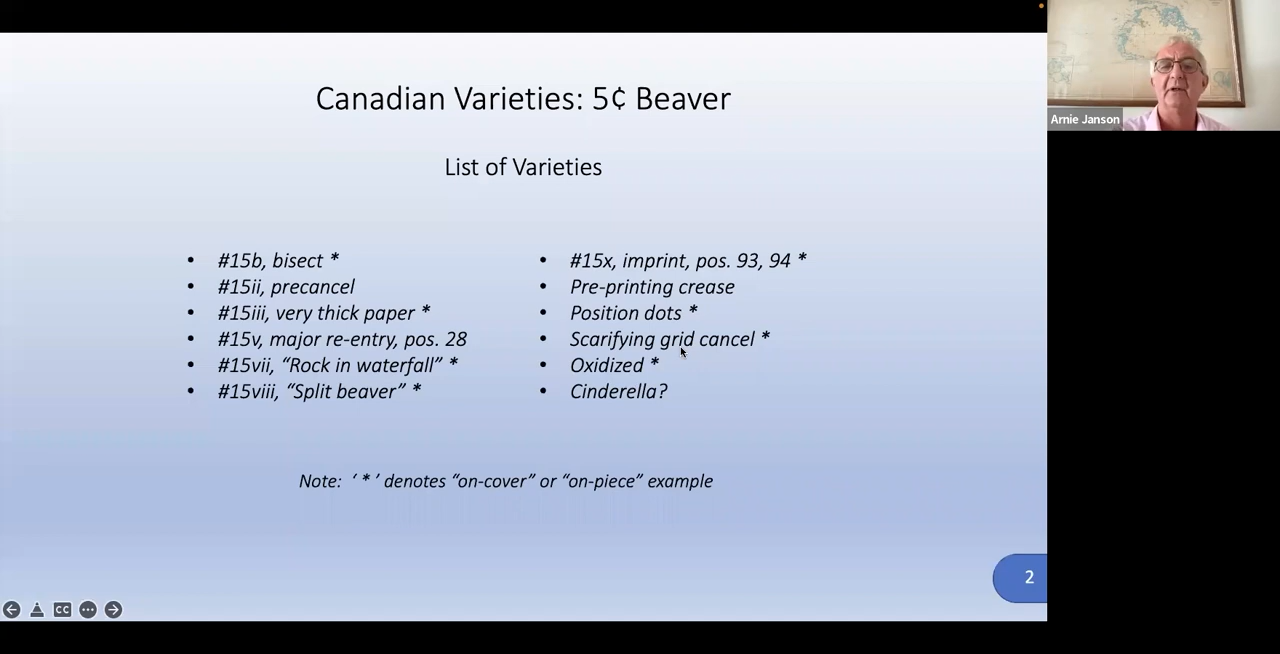 Canadian Varieties: 5¢ Beaver
List of Varieties
• #15b, bisect *
• #15ii, precancel
• #15iii, very thick paper *
• #15v, major re-entry, pos. 28
• #15vii, “Rock in waterfall” *
• #15viii, “Split beaver” *
• #15x, imprint, pos. 93, 94 *
• Pre-printing crease
• Position dots *
• Scarifying grid cancel *
• Oxidized *
• Cinderella?
Note: ‘ * ’ denotes “on-cover” or “on-piece” example
2
CC
Arnie Janson